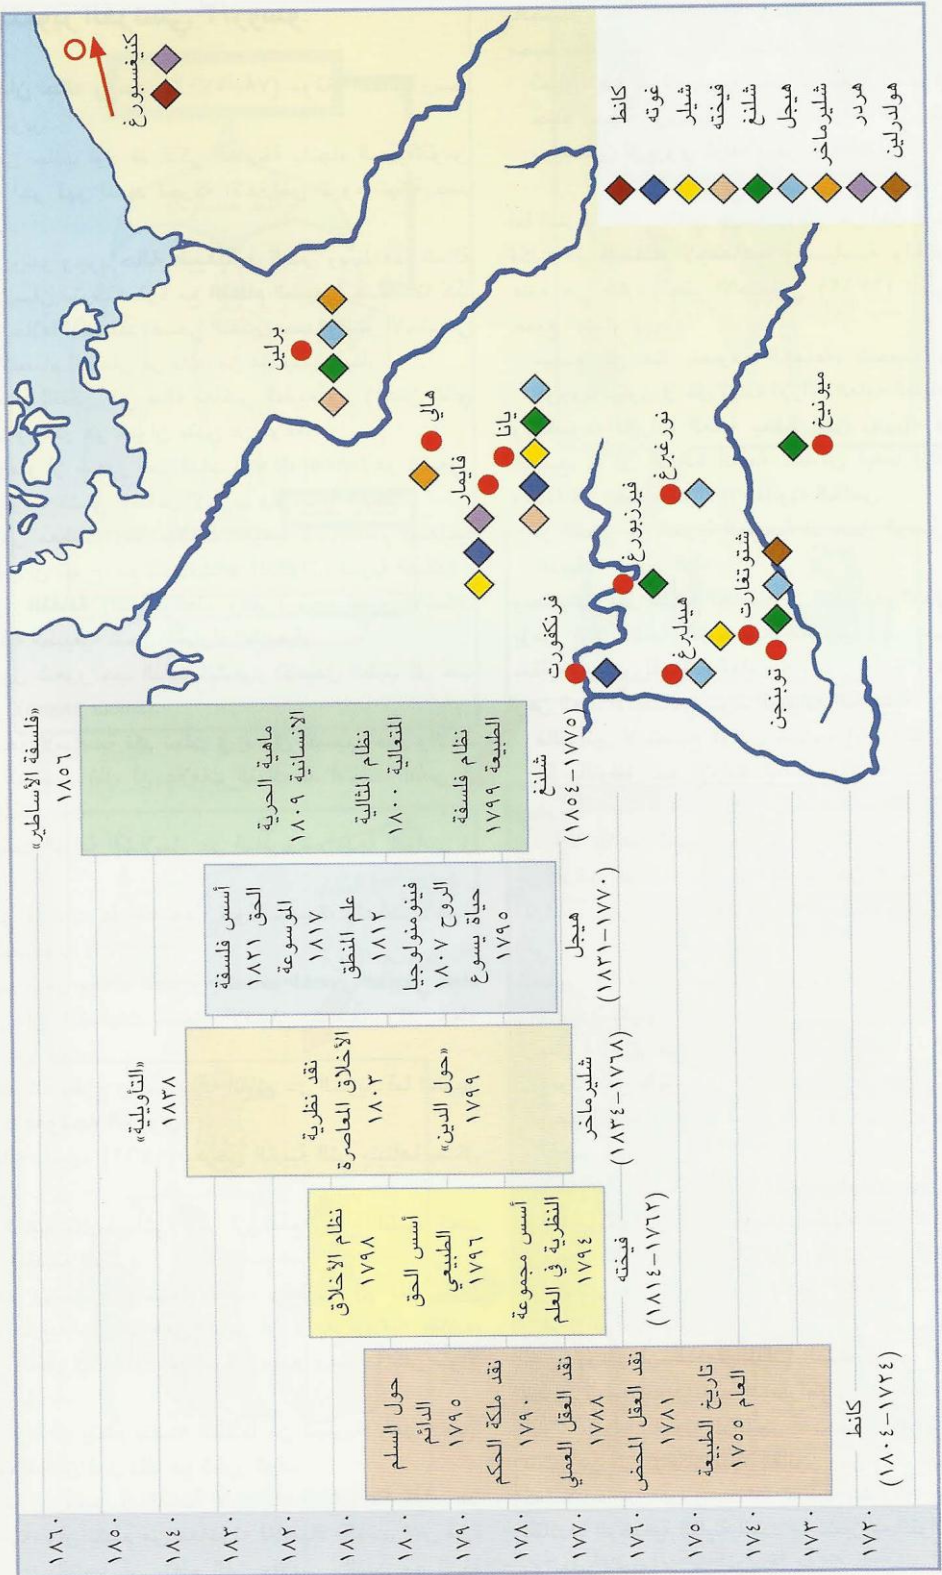 ١٨٦٠
١٨٥٠
١٨٤٠
١٨٣٠
١٨٢٠
١٨١٠
١٨٠٠
١٧٩٠
١٧٨٠
١٧٧٠
١٧٦٠
١٧٥٠
١٧٤٠
١٧٣٠
١٧٢٠
حول السلم
الدائم
١٧٩٥
نقد ملكة الحكم
١٧٩٠
نقد العقل العملي
١٧٨٨
نقد العقل المحض
١٧٨١
تاريخ الطبيعة
العام ١٧٥٥
كانط
(١٧٢٤-١٨٠٤)
نظام الأخلاق
١٧٩٨
أسس الحق
الطبيعي
١٧٩٦
أسس مجموعة
النظرية في العلم
١٧٩٤
فيخته
(١٧٦٢-١٨١٤)
«التأويلية»
١٨٣٨
نقد نظرية
الأخلاق المعاصرة
١٨٠٣
«حول الدين»
١٧٩٩
شليرماخر
(١٧٦٨-١٨٣٤)
أسس فلسفة
الحق ١٨٢١
الموسوعة
١٨١٧
علم المنطق
١٨١٢
فينومنولوجيا
الروح ١٨٠٧
حياة يسوع
١٧٩٥
هيجل
(١٧٧٠-١٨٣١)
«فلسفة الأساطير»
١٨٥٦
ماهية الحرية
الانسانية ١٨٠٩
نظام المثالية
المتعالية ١٨٠٠
نظام فلسفة
الطبيعة ١٧٩٩
شلنغ
(١٧٧٥-١٨٥٤)
كنيغسبورغ
برلين
هالي
فايمار
يانا
فرنكفورت
فيرزبورغ
نورغبرغ
هيدلبرغ
شتوتغارت
توبنجن
ميونيخ
كانط
غوته
شيلر
فيخته
شلنغ
هيجل
شليرماخر
هردر
هولدرلين